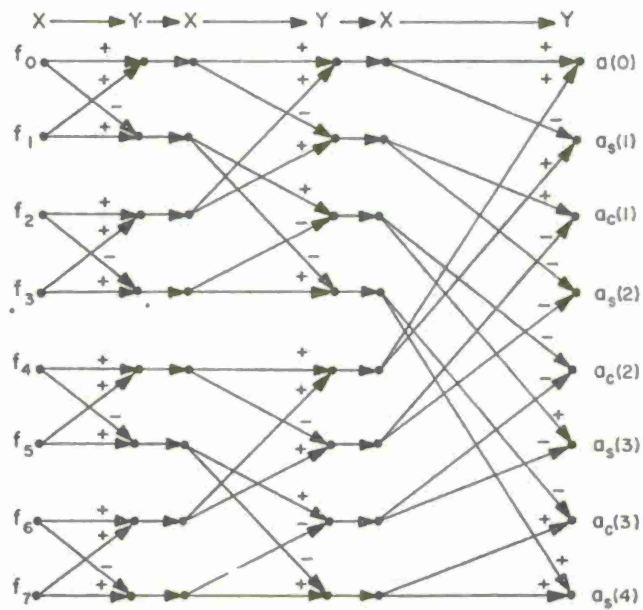 X Y X Y X Y
f0 + + + a(0)
+ - + - + -
f1 + as(1)
+ + +
f2 + + ac(1)
+ - - -
f3 + + as(2)
- -
f4 + + - ac(2)
+ + -
- - +
f5 + - as(3)
+ -
f6 + - + ac(3)
+ - +
- +
f7 + as(4)